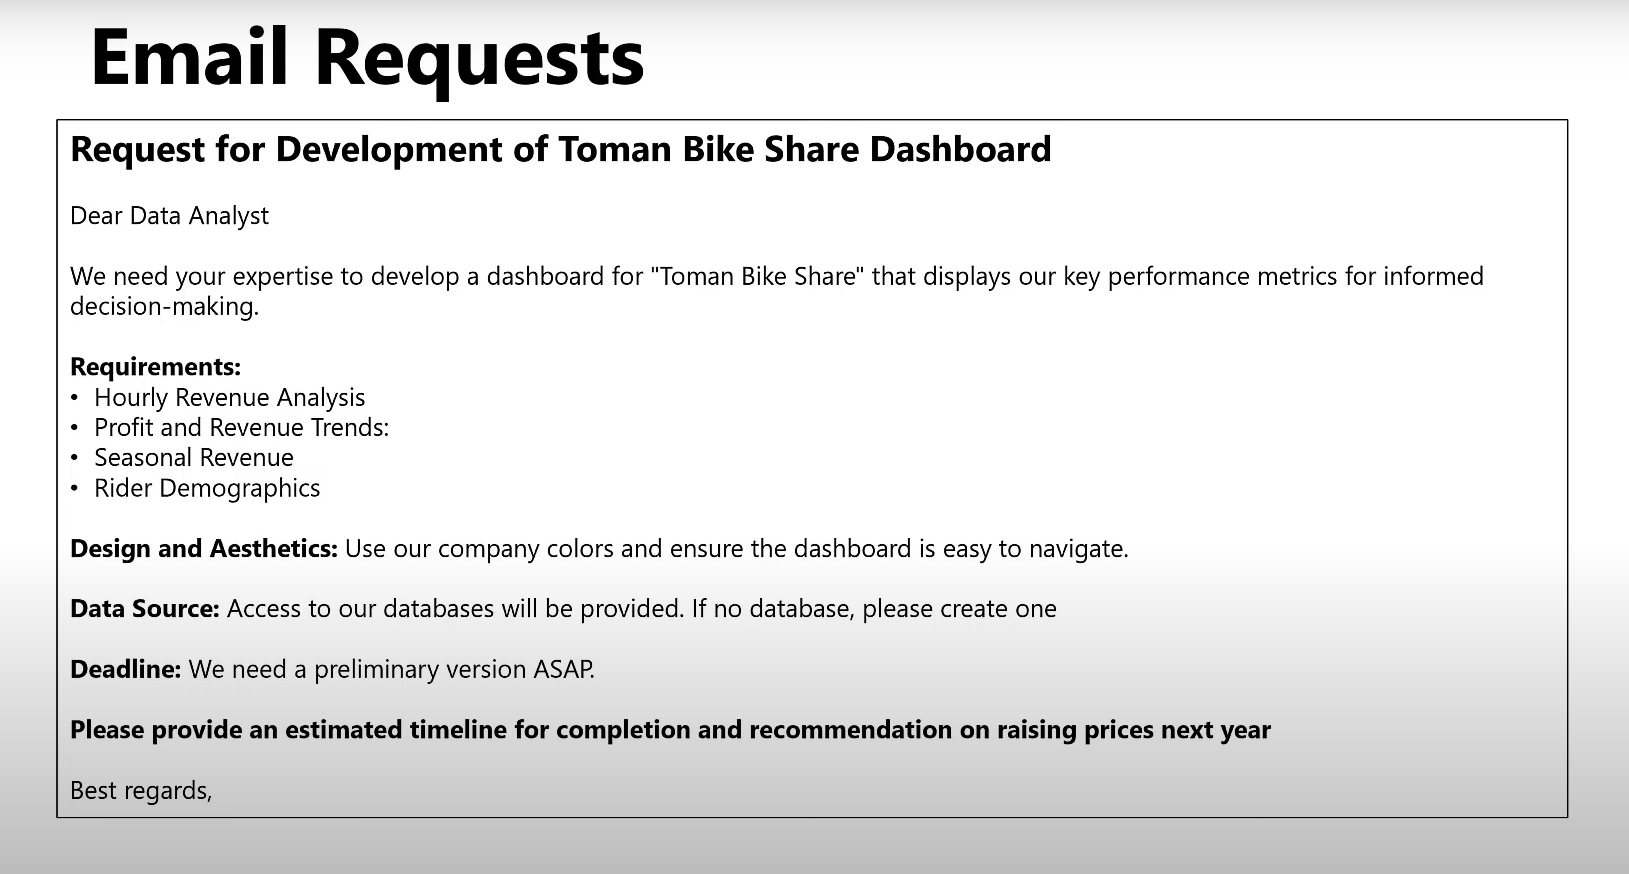 Email Requests
Request for Development of Toman Bike Share Dashboard
Dear Data Analyst
We need your expertise to develop a dashboard for "Toman Bike Share" that displays our key performance metrics for informed
decision-making.
Requirements:
• Hourly Revenue Analysis
• Profit and Revenue Trends:
• Seasonal Revenue
• Rider Demographics
Design and Aesthetics: Use our company colors and ensure the dashboard is easy to navigate.
Data Source: Access to our databases will be provided. If no database, please create one
Deadline: We need a preliminary version ASAP.
Please provide an estimated timeline for completion and recommendation on raising prices next year
Best regards,